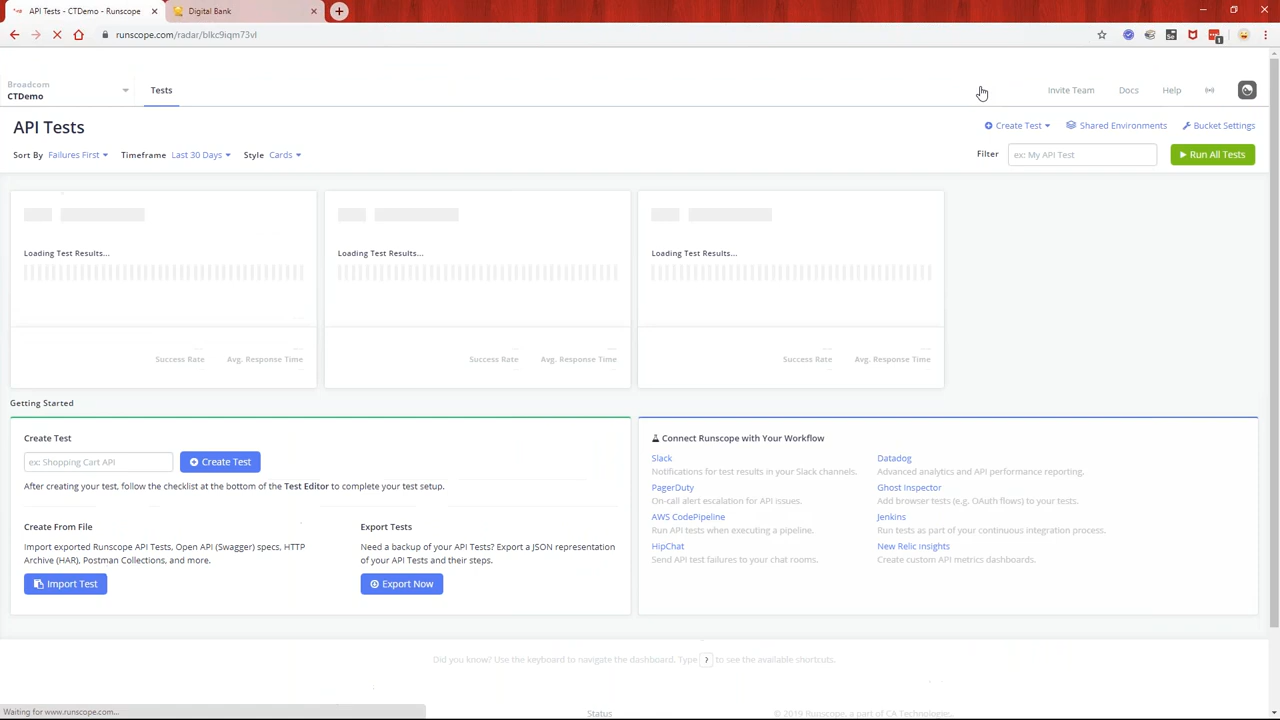 API Tests - CTDemo - Runscope
Digital Bank
runscope.com/radar/blkc9iqm73vl
Broadcom
CTDemo
Tests
Invite Team
Docs
Help
API Tests
Create Test
Shared Environments
Bucket Settings
Sort By Failures First Timeframe Last 30 Days Style Cards
Filter ex: My API Test Run All Tests
Loading Test Results... Loading Test Results... Loading Test Results...
Success Rate Avg. Response Time Success Rate Avg. Response Time Success Rate Avg. Response Time
Getting Started
Create Test
ex: Shopping Cart API Create Test
After creating your test, follow the checklist at the bottom of the Test Editor to complete your test setup.
Create From File
Import exported Runscope API Tests, Open API (Swagger) specs, HTTP
Archive (HAR), Postman Collections, and more.
Import Test
Export Tests
Need a backup of your API Tests? Export a JSON representation
of your API Tests and their steps.
Export Now
Connect Runscope with Your Workflow
Slack
Notifications for test results in your Slack channels.
PagerDuty
On-call alert escalation for API issues.
AWS CodePipeline
Run API tests when executing a pipeline.
HipChat
Send API test failures to your chat rooms.
Datadog
Advanced analytics and API performance reporting.
Ghost Inspector
Add browser tests (e.g. OAuth flows) to your tests.
Jenkins
Run tests as part of your continuous integration process.
New Relic Insights
Create custom API metrics dashboards.
Did you know? Use the keyboard to navigate the dashboard. Type ? to see the available shortcuts.
Waiting for www.runscope.com...
Status
© 2019 Runscope, a part of CA Technologie..